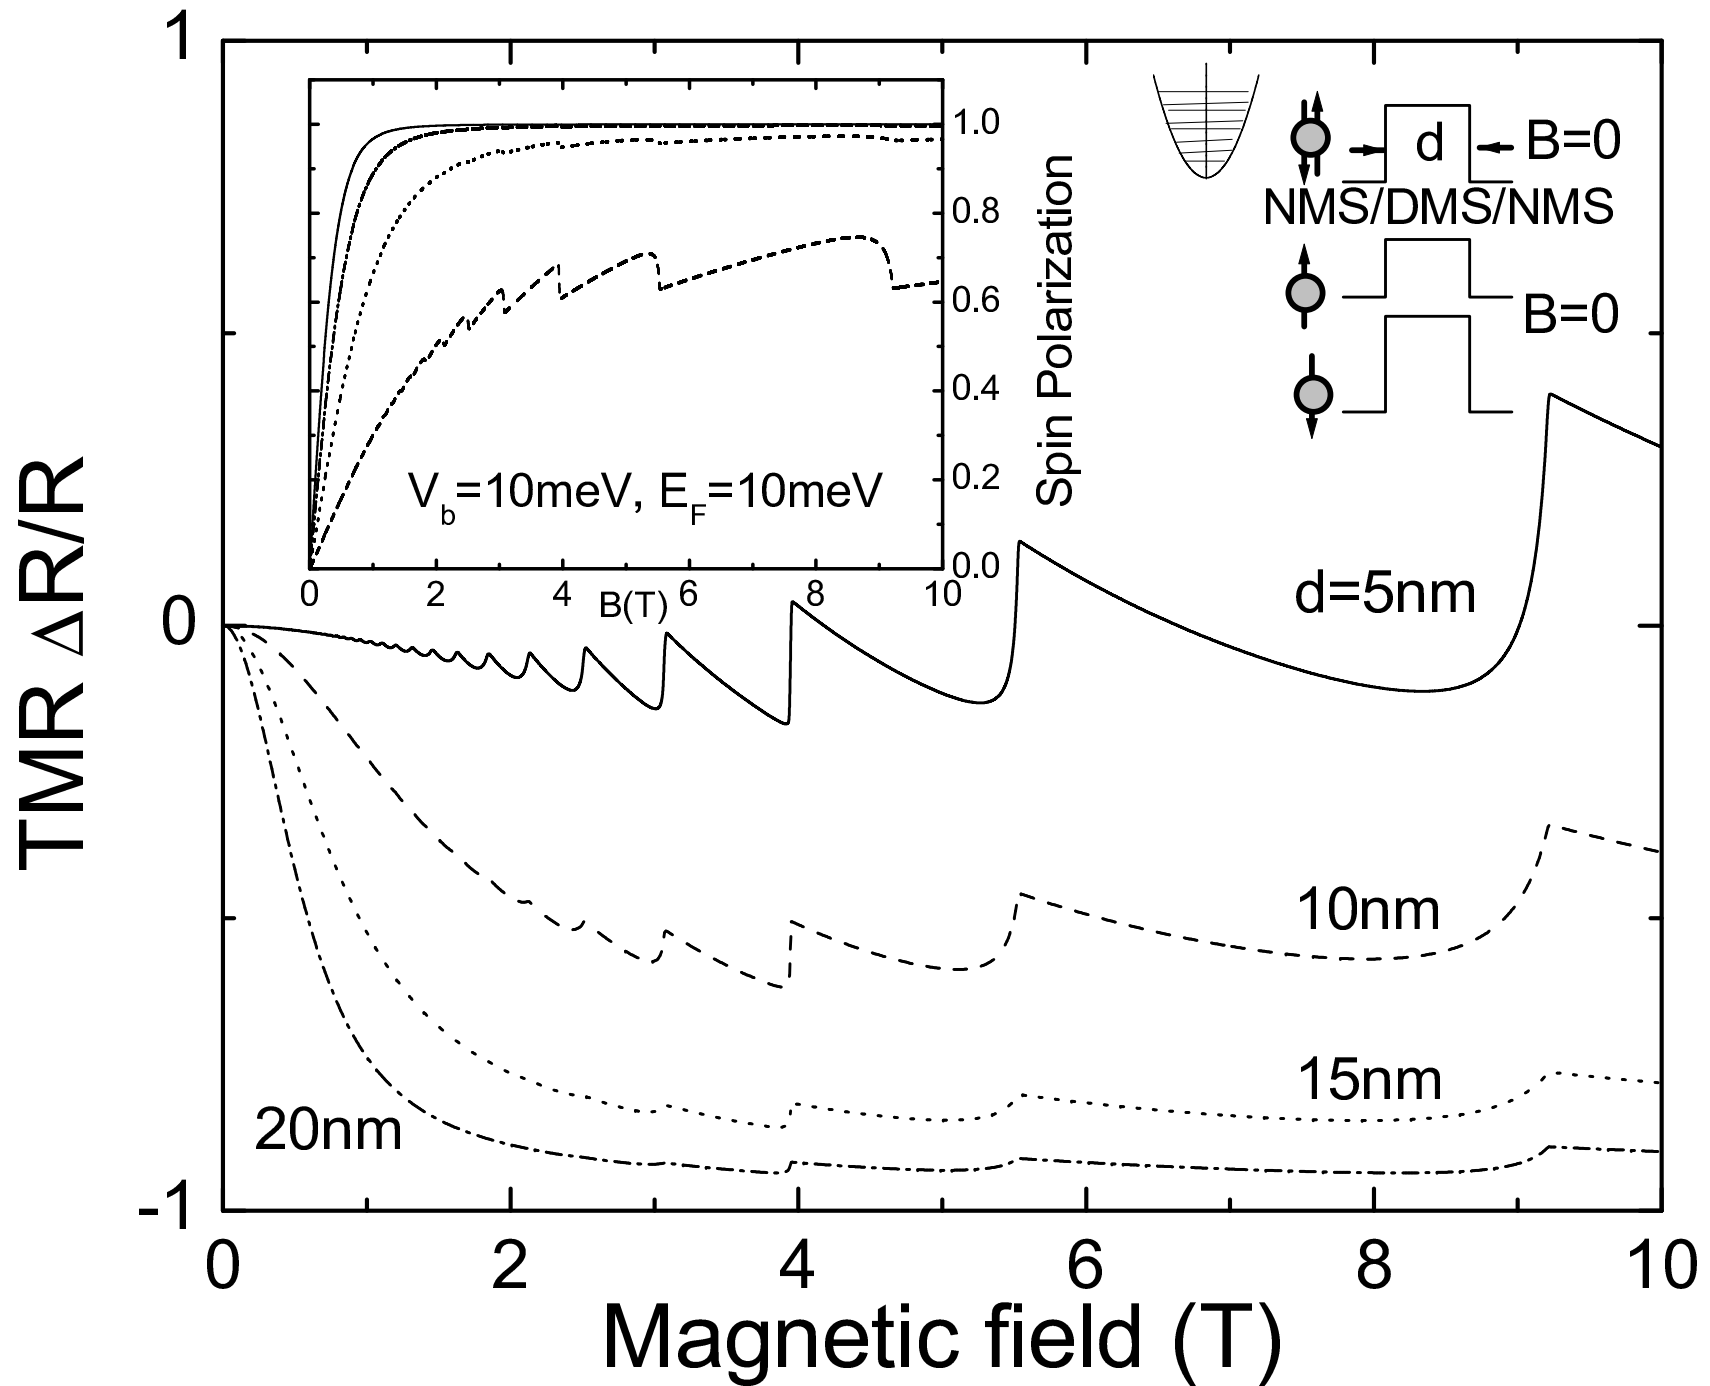 1
0
-1
TMR ΔR/R
0 2 4 6 8 10
Magnetic field (T)
1.0
0.8
0.6
0.4
0.2
0.0
Spin Polarization
V_b=10meV, E_F=10meV
0 2 4 6 8 10
B(T)
d B=0
NMS/DMS/NMS
B=0
d=5nm
10nm
15nm
20nm